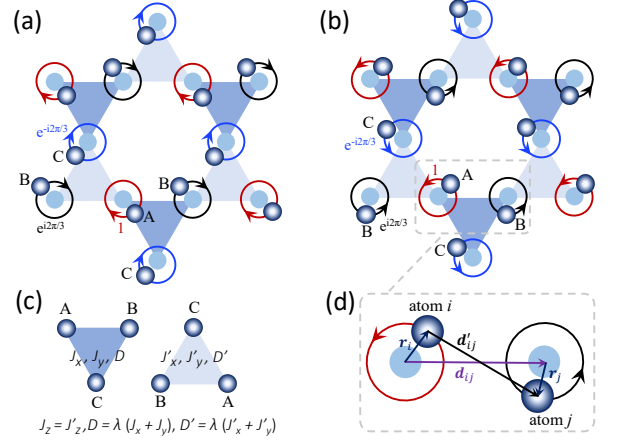 (a)
(b)
e^{-i2π/3}
C
B
B
A
e^{i2π/3}
1
C
C
e^{-i2π/3}
1
A
B
e^{i2π/3}
B
C
(c)
A B
J_x, J_y, D
C
C
J'_x, J'_y, D'
B A
J_z = J'_z, D = λ (J_x + J_y), D' = λ (J'_x + J'_y)
(d)
atom i
r_i
d'_{ij}
d_{ij}
r_j
atom j